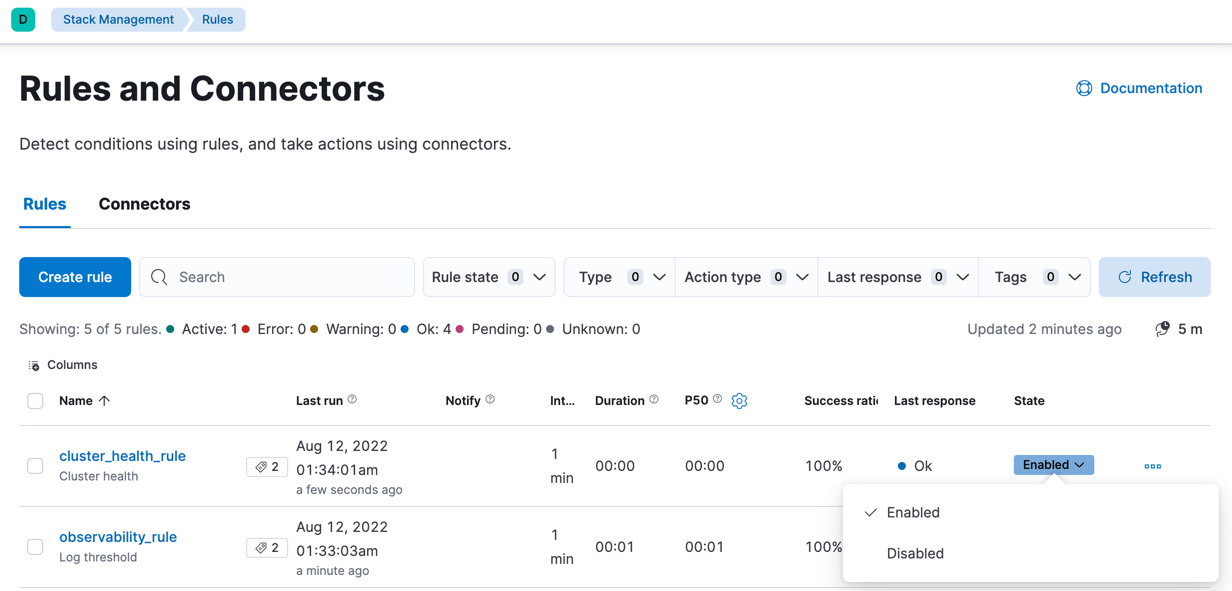 D Stack Management Rules
Rules and Connectors
Documentation
Detect conditions using rules, and take actions using connectors.
Rules Connectors
Create rule Search Rule state 0 Type 0 Action type 0 Last response 0 Tags 0 Refresh
Showing: 5 of 5 rules. Active: 1 Error: 0 Warning: 0 Ok: 4 Pending: 0 Unknown: 0 Updated 2 minutes ago 5 m
Columns
Name Last run Notify Int... Duration P50 Success ratio Last response State
cluster_health_rule
Cluster health
2
Aug 12, 2022
01:34:01am
a few seconds ago
1
min
00:00 00:00 100% Ok Enabled
Enabled
Disabled
observability_rule
Log threshold
2
Aug 12, 2022
01:33:03am
a minute ago
1
min
00:01 00:01 100%